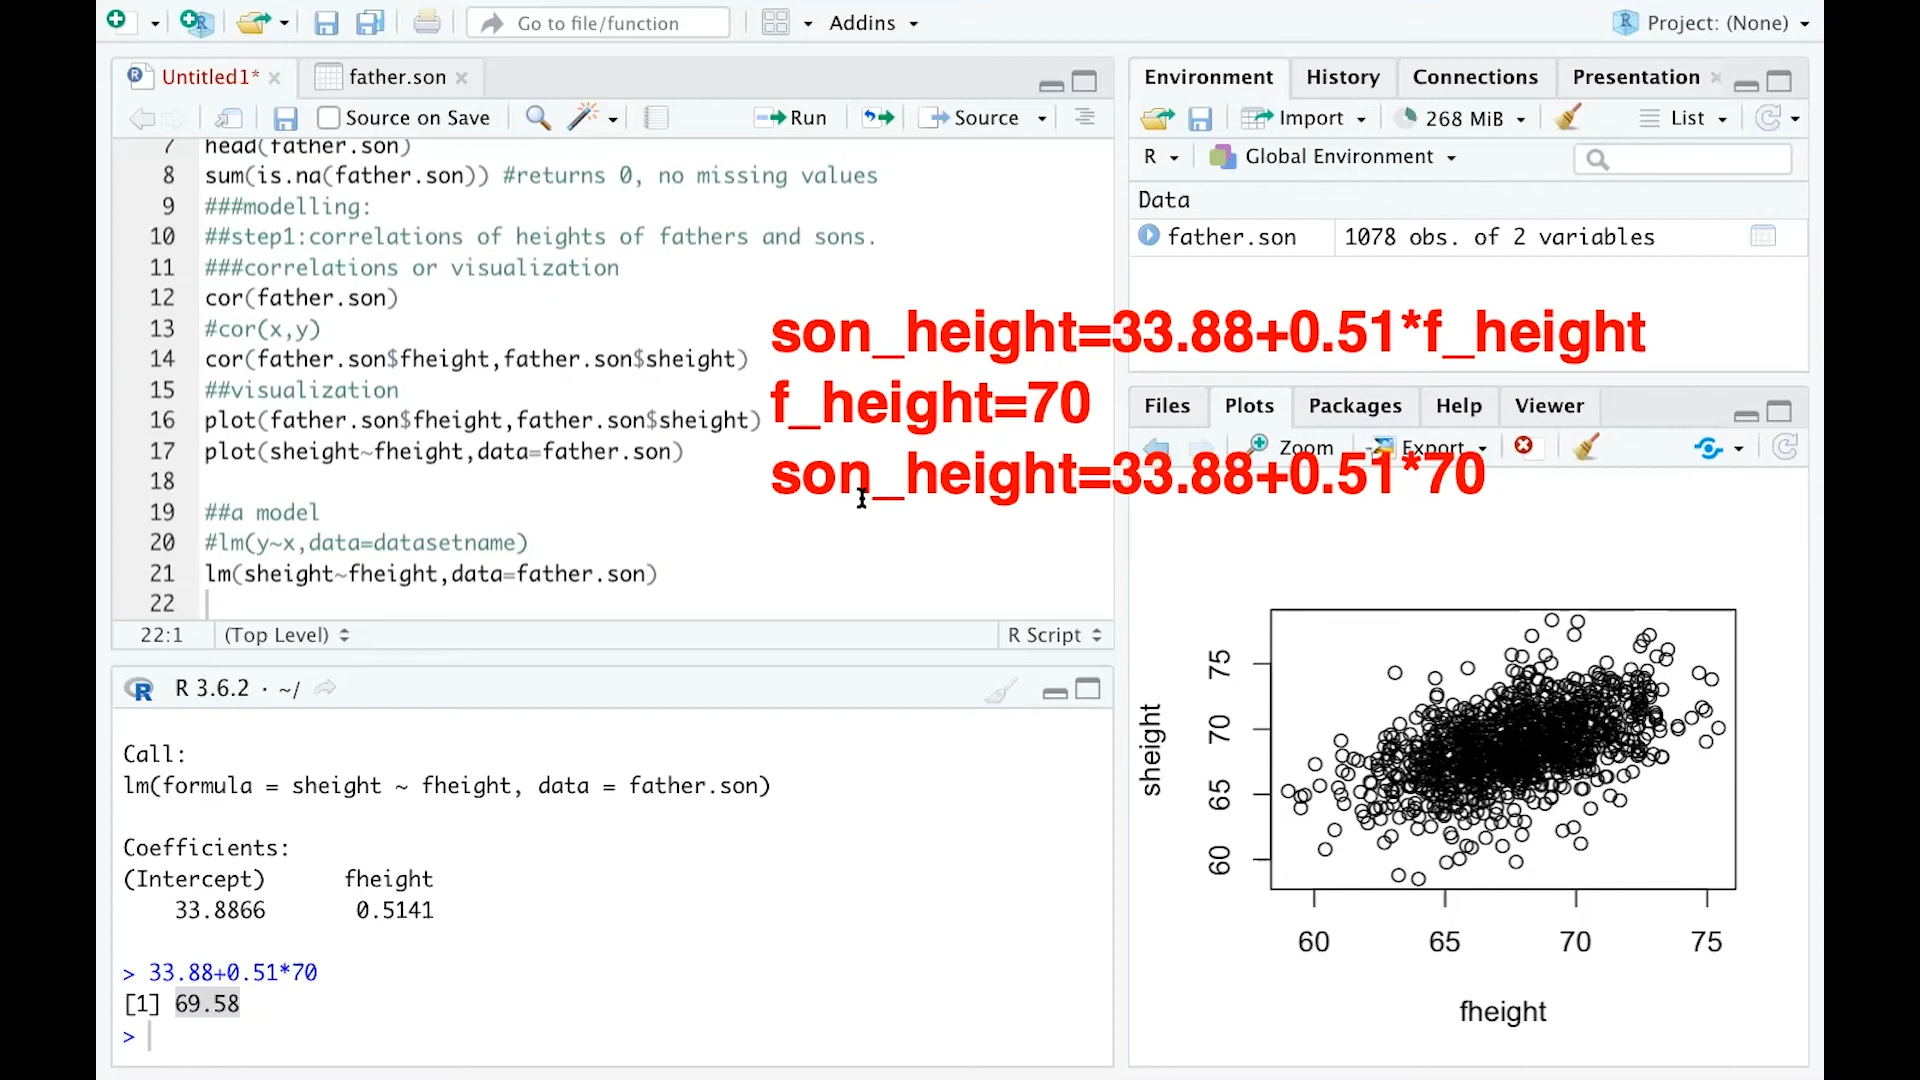 Go to file/function
Addins
Project: (None)
Untitled1*
father.son
Source on Save
Run
Source
7 head(father.son)
8 sum(is.na(father.son)) #returns 0, no missing values
9 ###modelling:
10 ##step1:correlations of heights of fathers and sons.
11 ###correlations or visualization
12 cor(father.son)
13 #cor(x,y)
14 cor(father.son$fheight,father.son$sheight)
15 ##visualization
16 plot(father.son$fheight,father.son$sheight)
17 plot(sheight~fheight,data=father.son)
18
19 ##a model
20 #lm(y~x,data=datasetname)
21 lm(sheight~fheight,data=father.son)
22
22:1 (Top Level) R Script
R 3.6.2 · ~/
Call:
lm(formula = sheight ~ fheight, data = father.son)
Coefficients:
(Intercept) fheight
33.8866 0.5141
> 33.88+0.51*70
[1] 69.58
>
Environment History Connections Presentation
Import 268 MiB List
R Global Environment
Data
father.son 1078 obs. of 2 variables
son_height=33.88+0.51*f_height
f_height=70
son_height=33.88+0.51*70
Files Plots Packages Help Viewer
Zoom Export
sheight
75
70
65
60
60 65 70 75
fheight